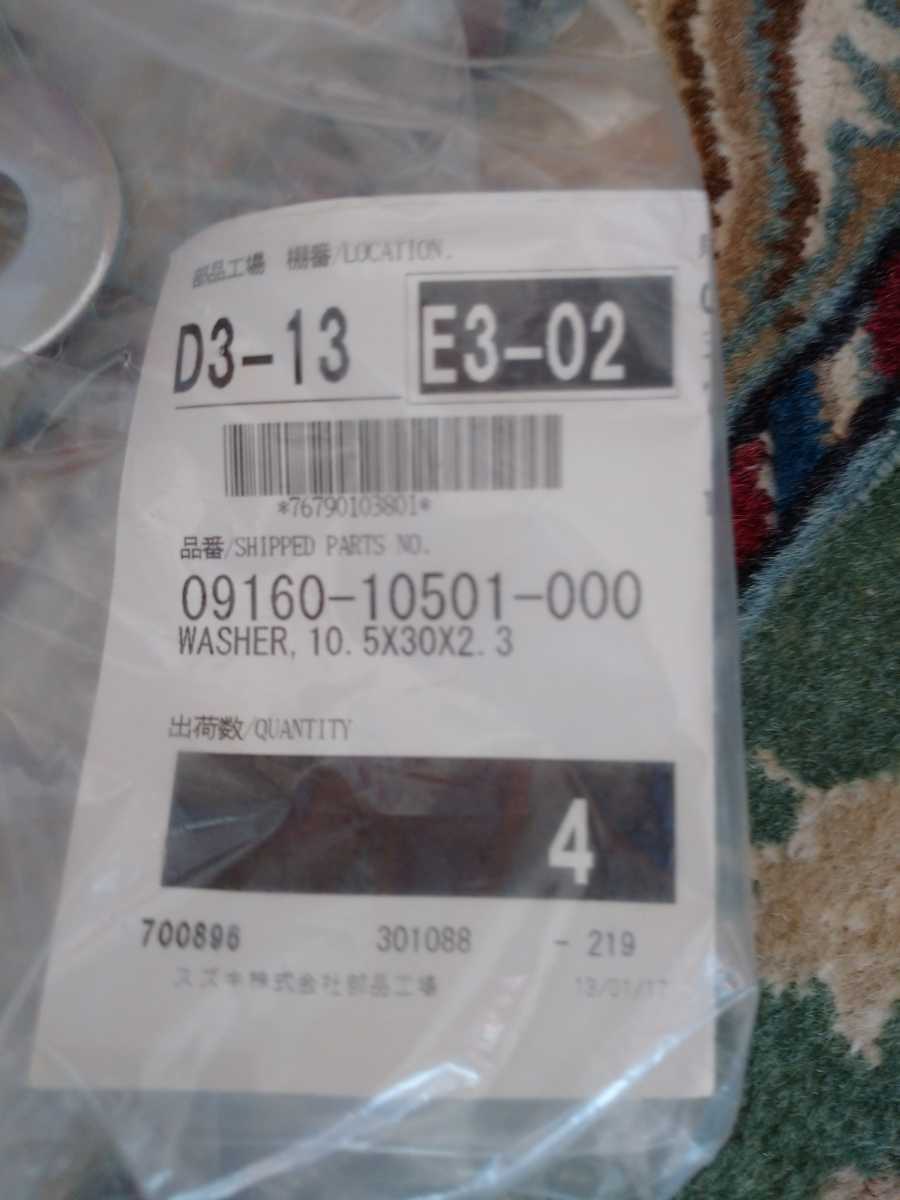 部品工場 棚番/LOCATION.
D3-13 E3-02
*76790103801*
品番/SHIPPED PARTS NO.
09160-10501-000
WASHER, 10. 5X30X2. 3
出荷数/QUANTITY
4
700896 301088 - 219
スズキ株式会社部品工場 13/01/17